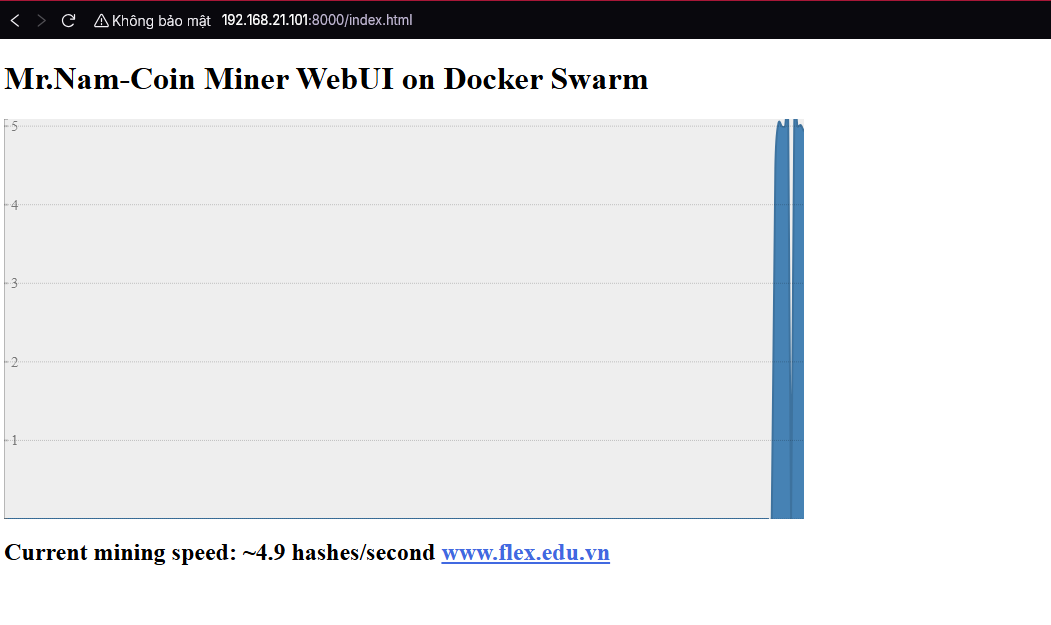 Không bảo mật 192.168.21.101:8000/index.html
Mr.Nam-Coin Miner WebUI on Docker Swarm
5
4
3
2
1
Current mining speed: ~4.9 hashes/second www.flex.edu.vn